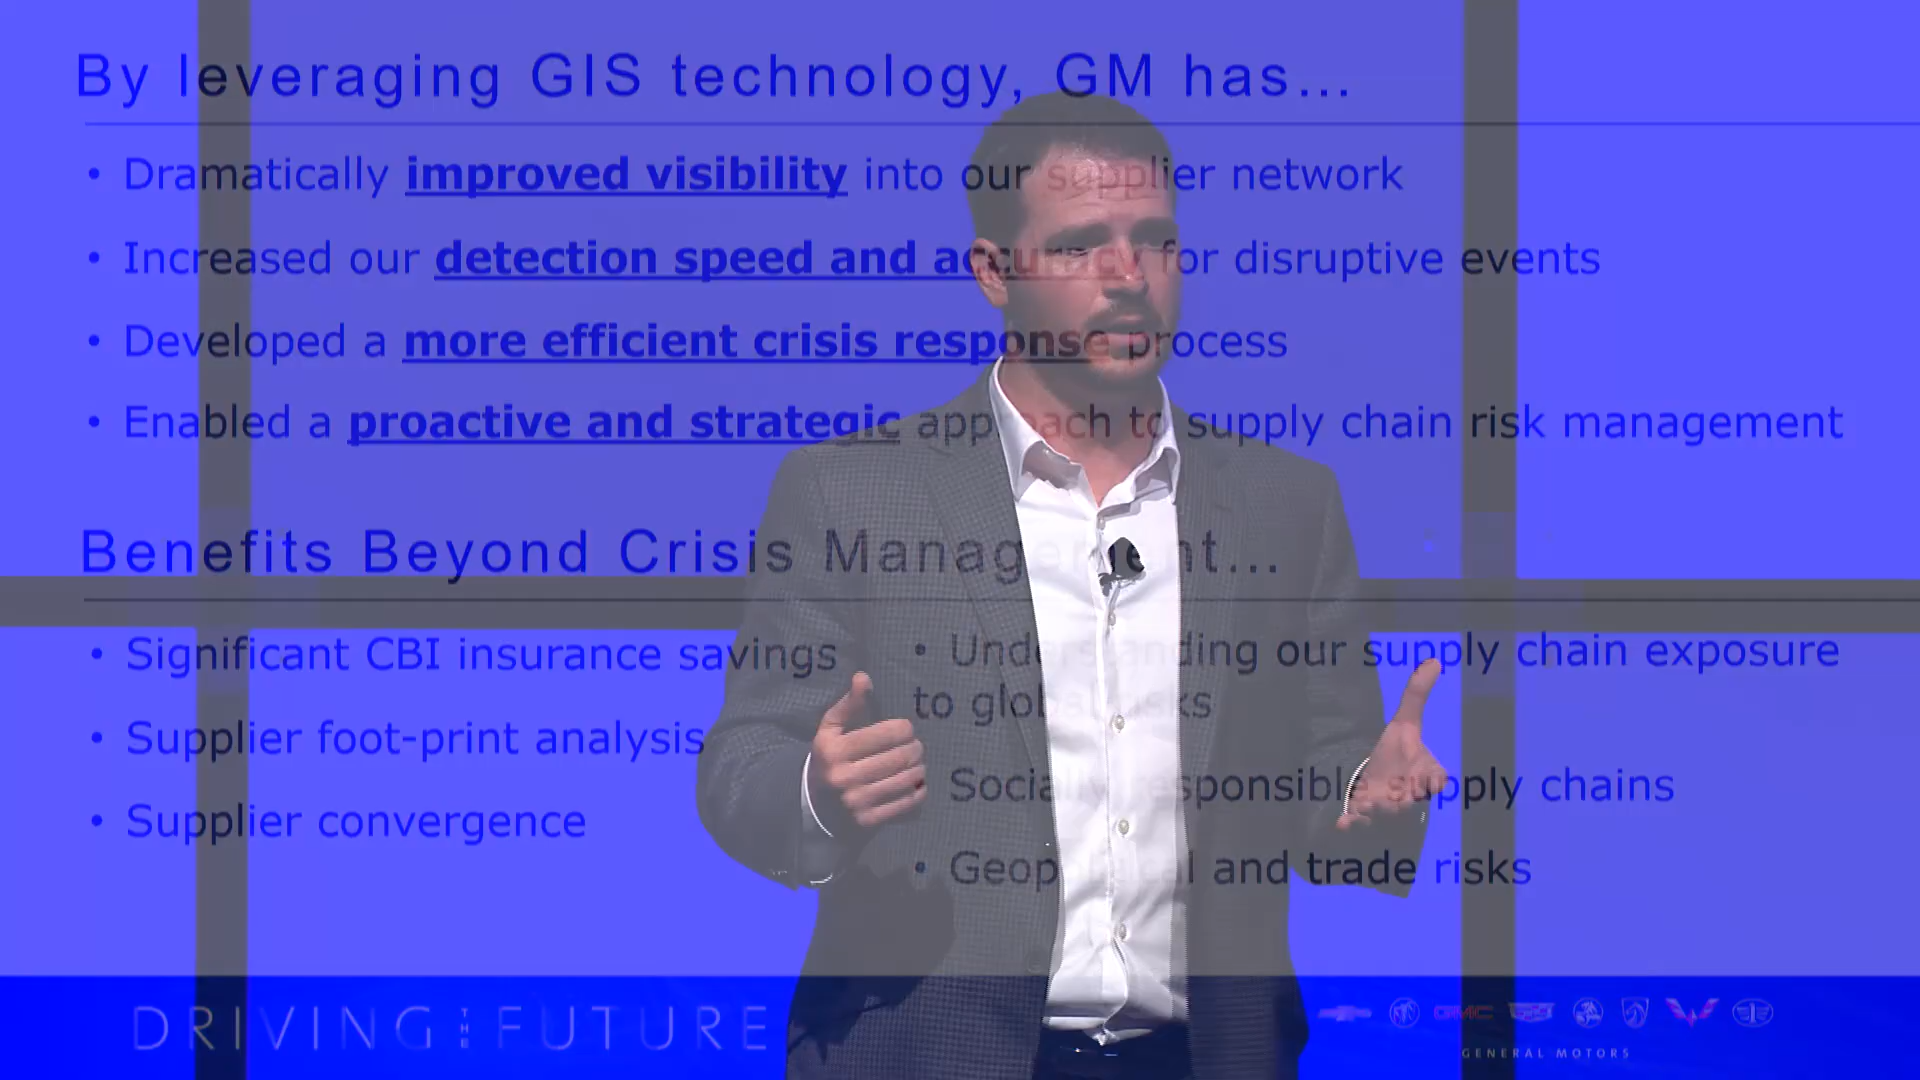 By leveraging GIS technology, GM has...
• Dramatically improved visibility into our supplier network
• Increased our detection speed and accuracy for disruptive events
• Developed a more efficient crisis response process
• Enabled a proactive and strategic approach to supply chain risk management
Benefits Beyond Crisis Management...
• Significant CBI insurance savings
• Supplier foot-print analysis
• Supplier convergence
• Understanding our supply chain exposure
to global risks
Socially responsible supply chains
• Geopolitical and trade risks
DRIVING THE FUTURE
GMC
GENERAL MOTORS